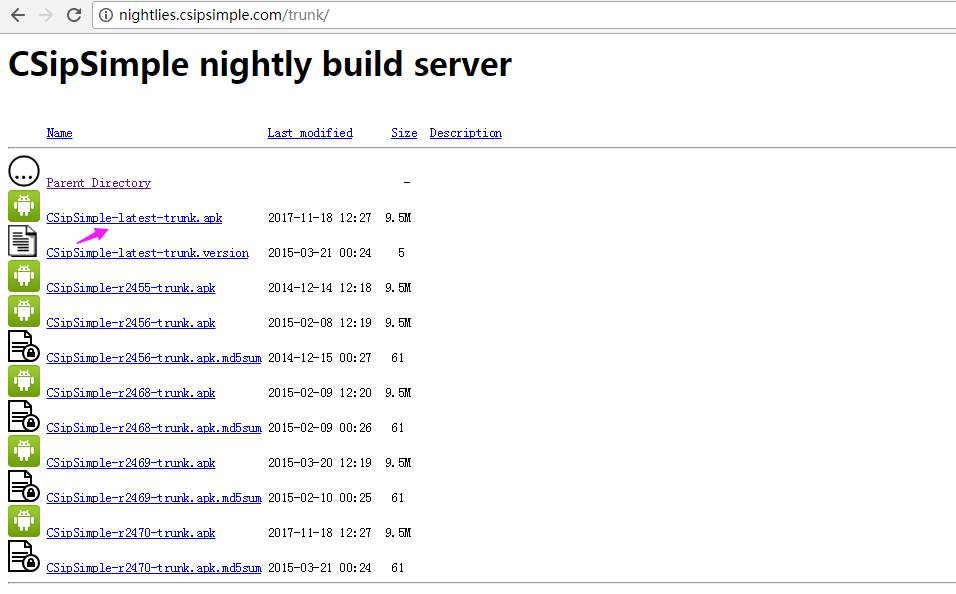 nightlies.csipsimple.com/trunk/
CSipSimple nightly build server
Name Last modified Size Description
Parent Directory -
CSipSimple-latest-trunk.apk 2017-11-18 12:27 9.5M
CSipSimple-latest-trunk.version 2015-03-21 00:24 5
CSipSimple-r2455-trunk.apk 2014-12-14 12:18 9.5M
CSipSimple-r2456-trunk.apk 2015-02-08 12:19 9.5M
CSipSimple-r2456-trunk.apk.md5sum 2014-12-15 00:27 61
CSipSimple-r2468-trunk.apk 2015-02-09 12:20 9.5M
CSipSimple-r2468-trunk.apk.md5sum 2015-02-09 00:26 61
CSipSimple-r2469-trunk.apk 2015-03-20 12:19 9.5M
CSipSimple-r2469-trunk.apk.md5sum 2015-02-10 00:25 61
CSipSimple-r2470-trunk.apk 2017-11-18 12:27 9.5M
CSipSimple-r2470-trunk.apk.md5sum 2015-03-21 00:24 61